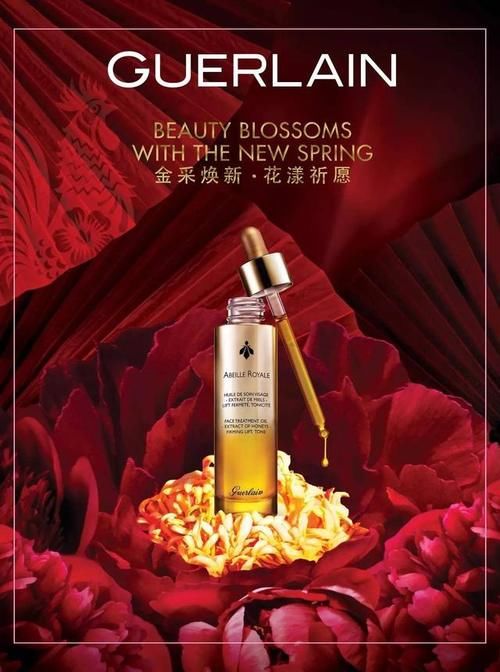 GUERLAIN
BEAUTY BLOSSOMS
WITH THE NEW SPRING
金采焕新·花漾祈愿
ABEILLE ROYALE
HUILE DE SOIN VISAGE
- EXTRAIT DE MIELS -
LIFT FERMETÉ, TONICITÉ
FACE TREATMENT OIL
- EXTRACT OF HONEYS -
FIRMING LIFT, TONE
Guerlain